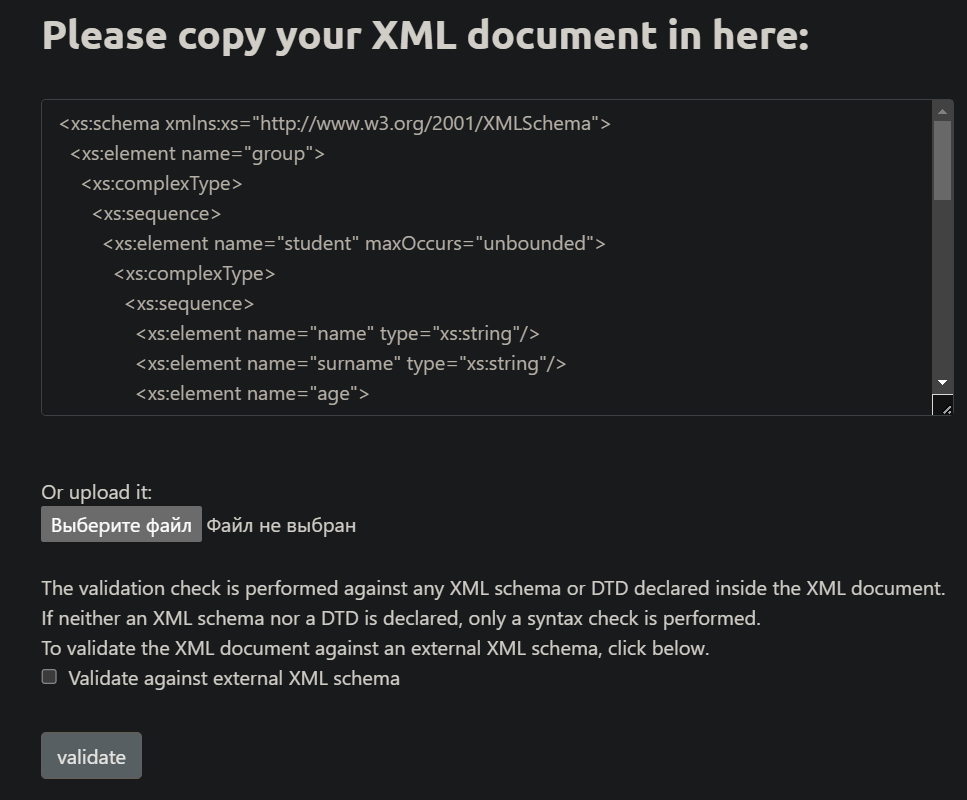 Please copy your XML document in here:
<xs:schema xmlns:xs="http://www.w3.org/2001/XMLSchema">
<xs:element name="group">
<xs:complexType>
<xs:sequence>
<xs:element name="student" maxOccurs="unbounded">
<xs:complexType>
<xs:sequence>
<xs:element name="name" type="xs:string"/>
<xs:element name="surname" type="xs:string"/>
<xs:element name="age">
Or upload it:
Выберите файл Файл не выбран
The validation check is performed against any XML schema or DTD declared inside the XML document.
If neither an XML schema nor a DTD is declared, only a syntax check is performed.
To validate the XML document against an external XML schema, click below.
Validate against external XML schema
validate